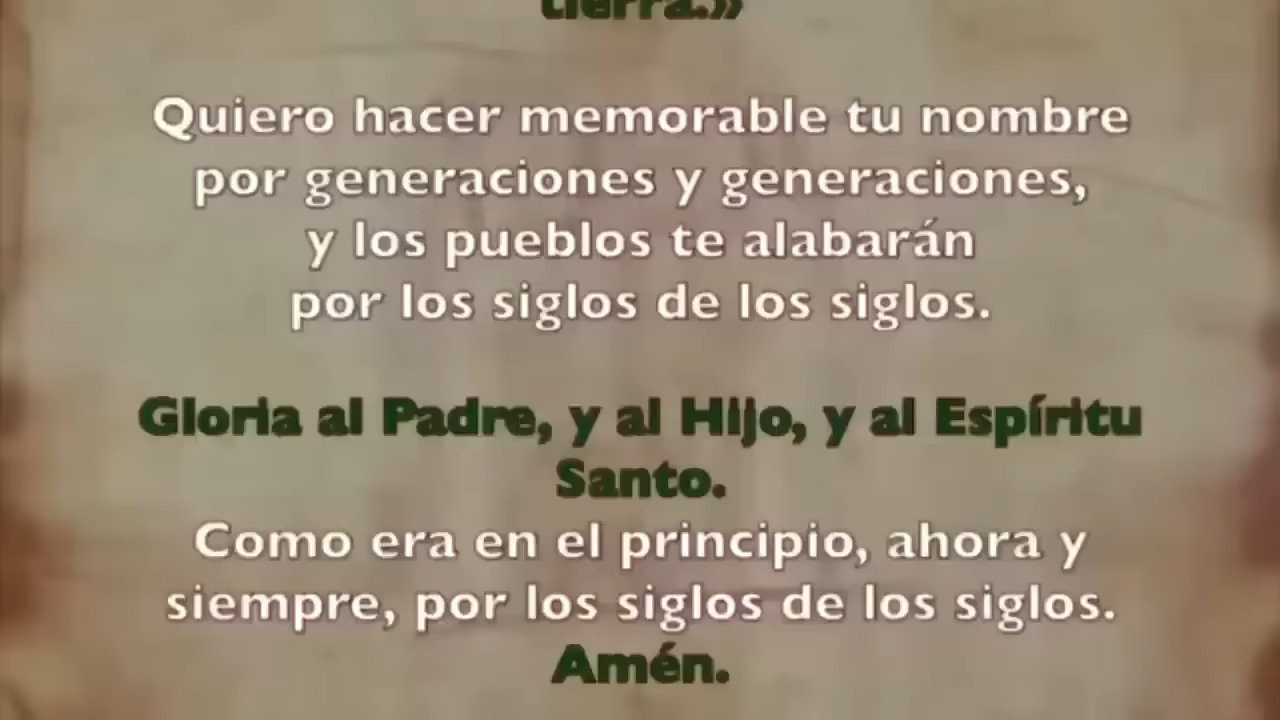 tierra.»
Quiero hacer memorable tu nombre
por generaciones y generaciones,
y los pueblos te alabarán
por los siglos de los siglos.
Gloria al Padre, y al Hijo, y al Espíritu
Santo.
Como era en el principio, ahora y
siempre, por los siglos de los siglos.
Amén.